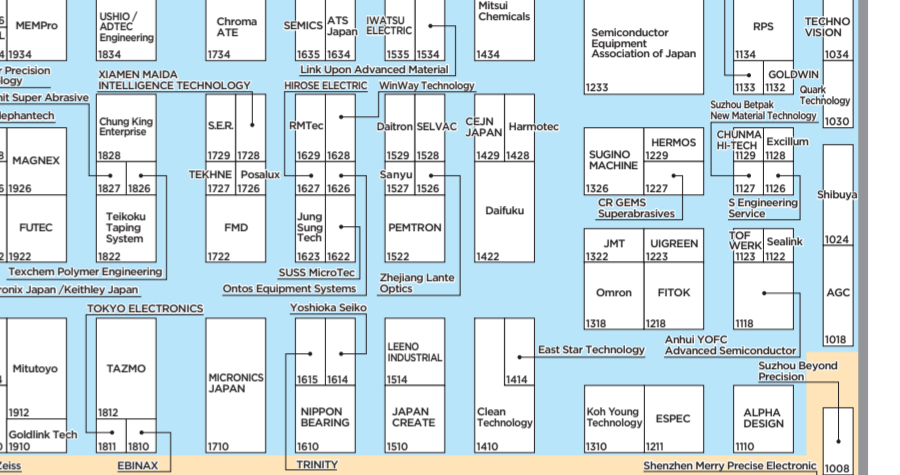 MEMPro
1934
USHIO /
ADTEC
Engineering
1834
Chroma
ATE
1734
SEMICS
1635
ATS
Japan
1634
IWATSU
ELECTRIC
1535
1534
Mitsui
Chemicals
1434
Semiconductor
Equipment
Association of Japan
1233
RPS
1134
1133
GOLDWIN
1132
TECHNO
VISION
1034
Quark
Technology
1030
Link Upon Advanced Material
Precision
XIAMEN MAIDA
INTELLIGENCE TECHNOLOGY
HIROSE ELECTRIC
WinWay Technology
Super Abrasive
Suzhou Betpak
New Material Technology
MAGNEX
1926
Chung King
Enterprise
1828
1827
1826
S.E.R.
1729
1728
TEKHNE
1727
Posalux
1726
RMTec
1629
1628
1627
1626
Daitron
1529
SELVAC
1528
Sanyu
1527
1526
CEJN
JAPAN
1429
Harmotec
1428
SUGINO
MACHINE
1326
HERMOS
1229
1227
CR GEMS
Superabrasives
CHUNMA
HI-TECH
1129
Excillum
1128
1127
1126
S Engineering
Service
Shibuya
1024
FUTEC
1922
Teikoku
Taping
System
1822
FMD
1722
Jung
Sung
Tech
1623
1622
PEMTRON
1522
Daifuku
1422
JMT
1322
UIGREEN
1223
TOF
WERK
1123
Sealink
1122
Texchem Polymer Engineering
SUSS MicroTec
Zhejiang Lante
Optics
Japan /Keithley Japan
Ontos Equipment Systems
Omron
1318
FITOK
1218
1118
AGC
1018
TOKYO ELECTRONICS
Yoshioka Seiko
Anhui YOFC
Advanced Semiconductor
East Star Technology
Suzhou Beyond
Precision
Mitutoyo
1912
TAZMO
1812
MICRONICS
JAPAN
1710
1615
1614
LEENO
INDUSTRIAL
1514
1414
Goldlink Tech
1910
1811
1810
NIPPON
BEARING
1610
JAPAN
CREATE
1510
Clean
Technology
1410
Koh Young
Technology
1310
ESPEC
1211
ALPHA
DESIGN
1110
1008
EBINAX
TRINITY
Shenzhen Merry Precise Electronic